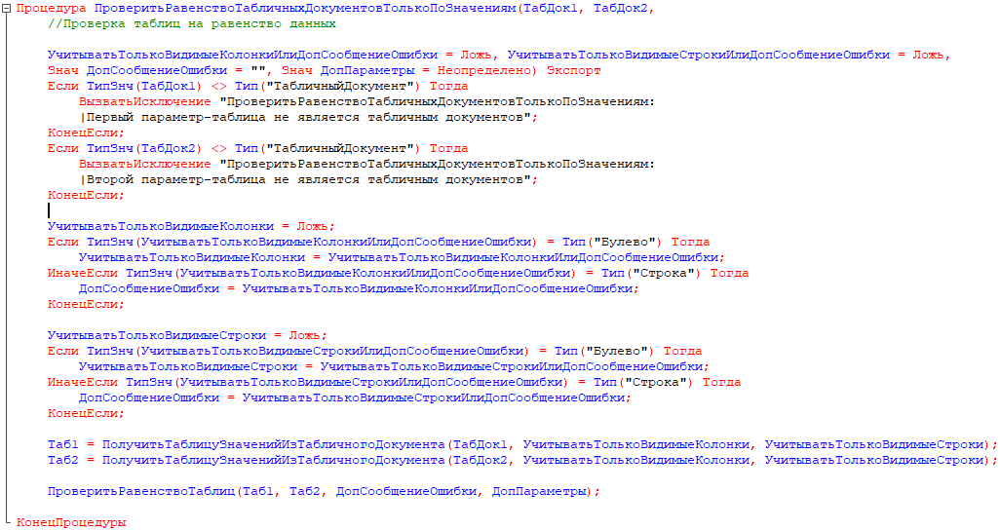 Процедура ПроверитьРавенствоТабличныхДокументовТолькоПоЗначениям(ТабДок1, ТабДок2,
//Проверка таблиц на равенство данных
УчитыватьТолькоВидимыеКолонкиИлиДопСообщениеОшибки = Ложь, УчитыватьТолькоВидимыеСтрокиИлиДопСообщениеОшибки = Ложь,
Знач ДопСообщениеОшибки = "", Знач ДопПараметры = Неопределено) Экспорт
Если ТипЗнч(ТабДок1) <> Тип("ТабличныйДокумент") Тогда
ВызватьИсключение "ПроверитьРавенствоТабличныхДокументовТолькоПоЗначениям:
|Первый параметр-таблица не является табличным документов";
КонецЕсли;
Если ТипЗнч(ТабДок2) <> Тип("ТабличныйДокумент") Тогда
ВызватьИсключение "ПроверитьРавенствоТабличныхДокументовТолькоПоЗначениям:
|Второй параметр-таблица не является табличным документов";
КонецЕсли;
УчитыватьТолькоВидимыеКолонки = Ложь;
Если ТипЗнч(УчитыватьТолькоВидимыеКолонкиИлиДопСообщениеОшибки) = Тип("Булево") Тогда
УчитыватьТолькоВидимыеКолонки = УчитыватьТолькоВидимыеКолонкиИлиДопСообщениеОшибки;
ИначеЕсли ТипЗнч(УчитыватьТолькоВидимыеКолонкиИлиДопСообщениеОшибки) = Тип("Строка") Тогда
ДопСообщениеОшибки = УчитыватьТолькоВидимыеКолонкиИлиДопСообщениеОшибки;
КонецЕсли;
УчитыватьТолькоВидимыеСтроки = Ложь;
Если ТипЗнч(УчитыватьТолькоВидимыеСтрокиИлиДопСообщениеОшибки) = Тип("Булево") Тогда
УчитыватьТолькоВидимыеСтроки = УчитыватьТолькоВидимыеСтрокиИлиДопСообщениеОшибки;
ИначеЕсли ТипЗнч(УчитыватьТолькоВидимыеСтрокиИлиДопСообщениеОшибки) = Тип("Строка") Тогда
ДопСообщениеОшибки = УчитыватьТолькоВидимыеСтрокиИлиДопСообщениеОшибки;
КонецЕсли;
Таб1 = ПолучитьТаблицуЗначенийИзТабличногоДокумента(ТабДок1, УчитыватьТолькоВидимыеКолонки, УчитыватьТолькоВидимыеСтроки);
Таб2 = ПолучитьТаблицуЗначенийИзТабличногоДокумента(ТабДок2, УчитыватьТолькоВидимыеКолонки, УчитыватьТолькоВидимыеСтроки);
ПроверитьРавенствоТаблиц(Таб1, Таб2, ДопСообщениеОшибки, ДопПараметры);
КонецПроцедуры